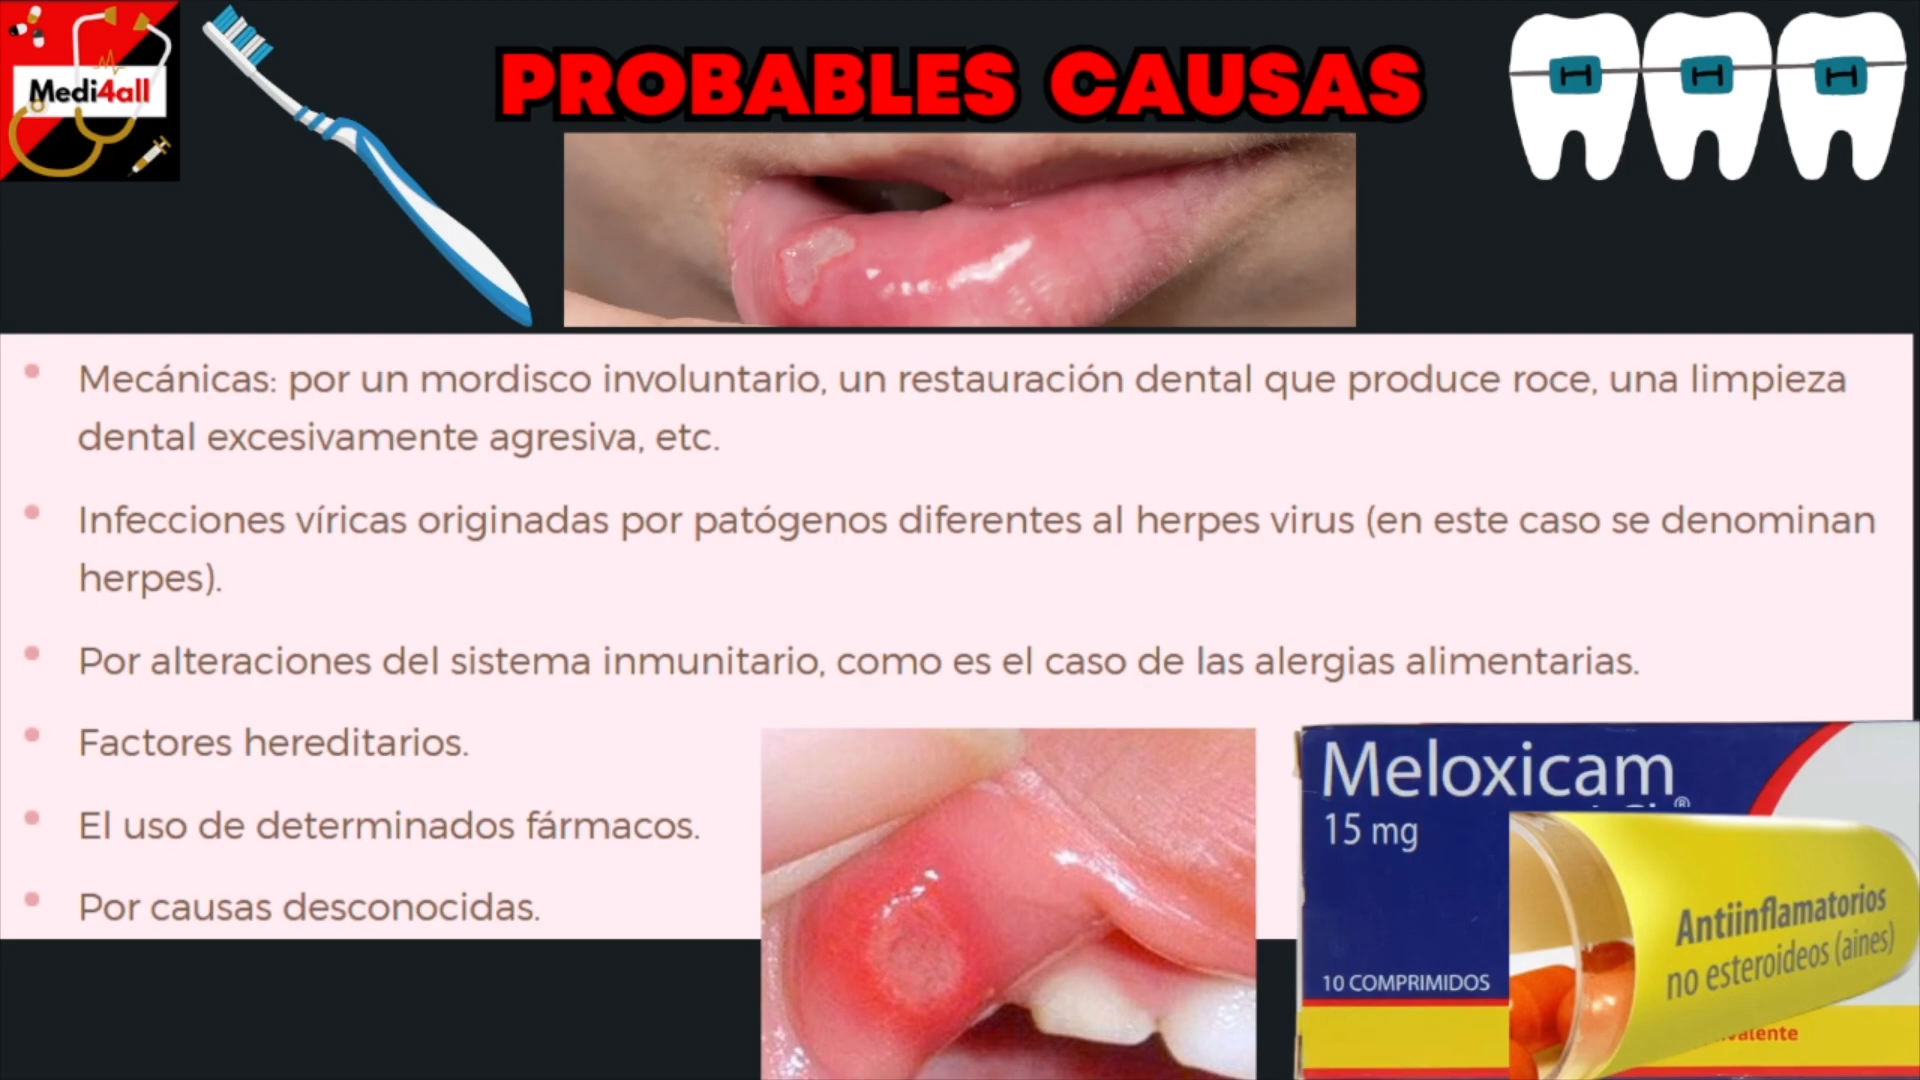 Medi4all
PROBABLES CAUSAS
Mecánicas: por un mordisco involuntario, un restauración dental que produce roce, una limpieza
dental excesivamente agresiva, etc.
Infecciones víricas originadas por patógenos diferentes al herpes virus (en este caso se denominan
herpes).
Por alteraciones del sistema inmunitario, como es el caso de las alergias alimentarias.
Factores hereditarios.
El uso de determinados fármacos.
Por causas desconocidas.
Meloxicam
15 mg
10 COMPRIMIDOS
Antiinflamatorios
no esteroideos (aines)